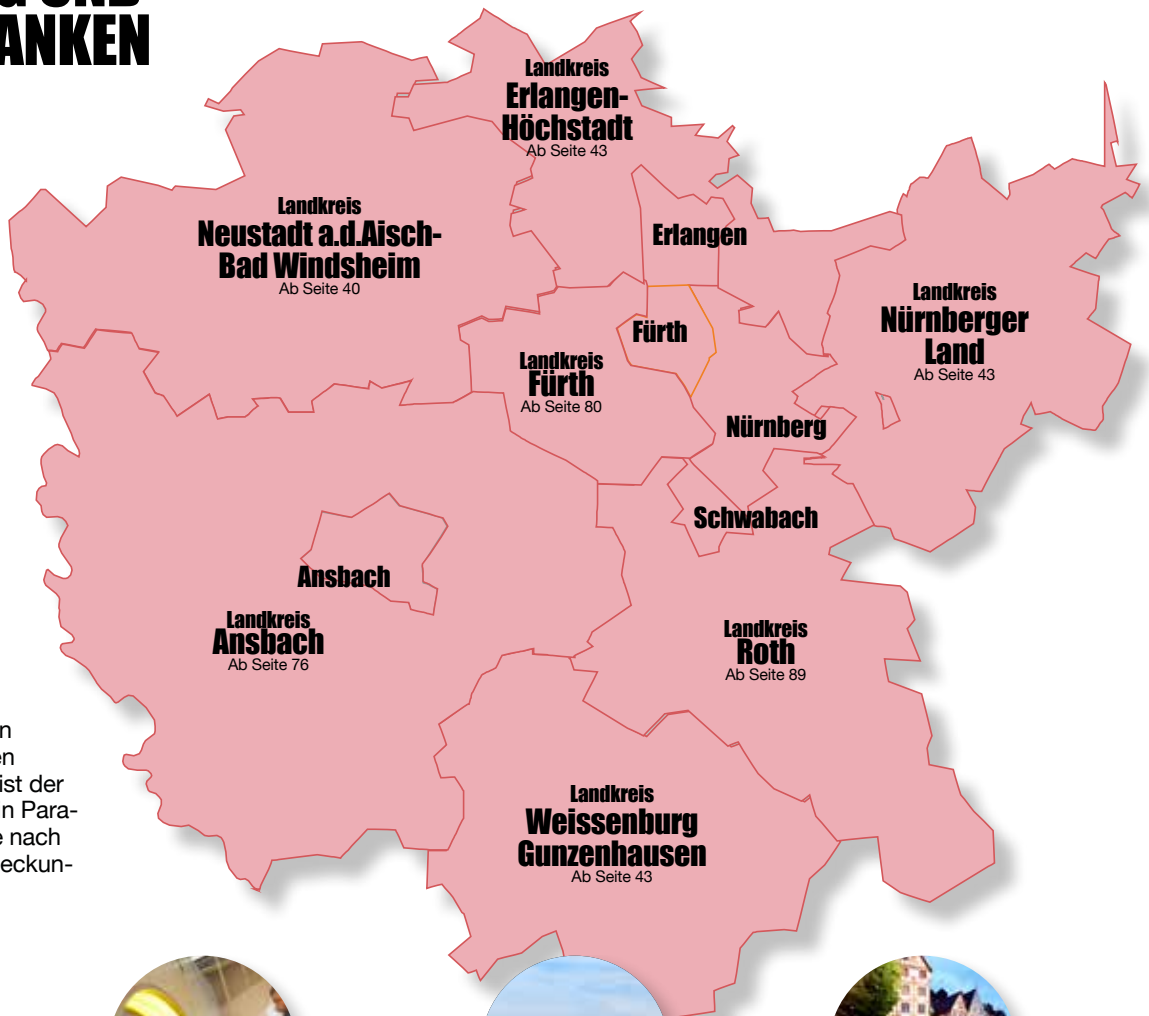 ANKEN
Landkreis
Erlangen-
Höchstadt
Ab Seite 43
Landkreis
Neustadt a.d.Aisch-
Bad Windsheim
Ab Seite 40
Erlangen
Landkreis
Nürnberger
Land
Ab Seite 43
Fürth
Landkreis
Fürth
Ab Seite 80
Nürnberg
Schwabach
Ansbach
Landkreis
Ansbach
Ab Seite 76
Landkreis
Roth
Ab Seite 89
n
en
ist der
n Para-
e nach
eckun-
Landkreis
Weissenburg
Gunzenhausen
Ab Seite 43